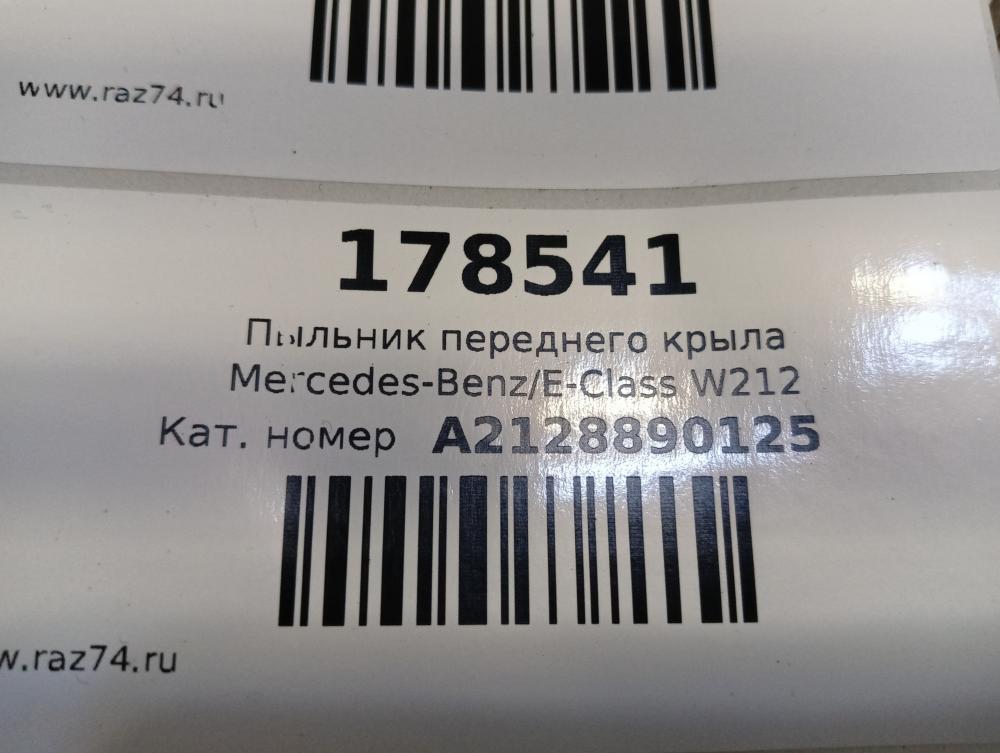 www.raz74.ru
178541
Пыльник переднего крыла
Mercedes-Benz/E-Class W212
Кат. номер A2128890125
w.raz74.ru